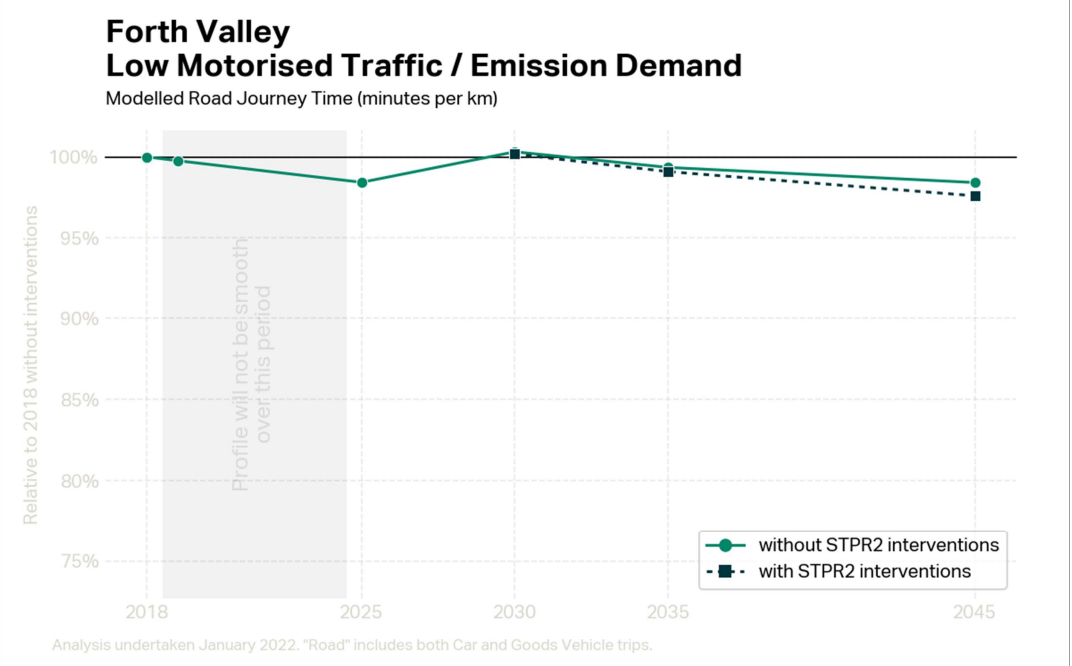 Forth Valley
Low Motorised Traffic / Emission Demand
Modelled Road Journey Time (minutes per km)
100%
95%
90%
85%
80%
75%
Relative to 2018 without interventions
Profile will not be smooth
over this period
without STPR2 interventions
with STPR2 interventions
2018 2025 2030 2035 2045
Analysis undertaken January 2022. "Road" includes both Car and Goods Vehicle trips.